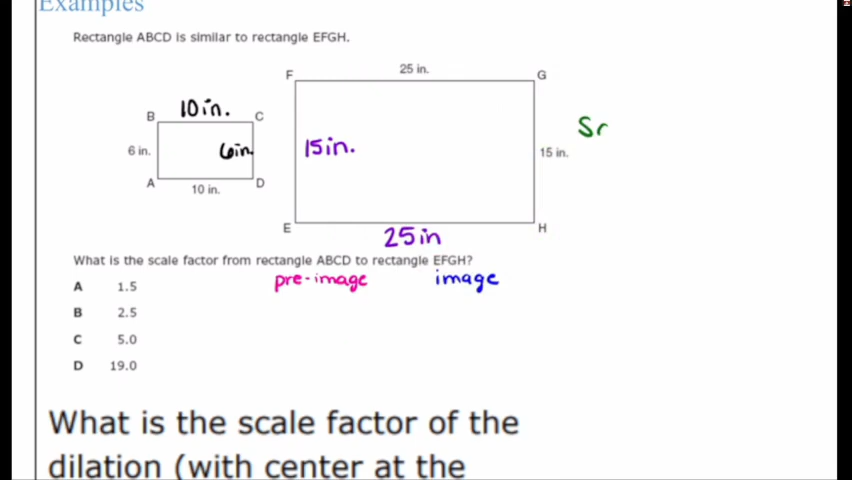 Examples
Rectangle ABCD is similar to rectangle EFGH.
25 in.
F
G
10in.
B
C
Sr
6 in.
6in.
15in.
15 in.
A
D
10 in.
E
H
25in
What is the scale factor from rectangle ABCD to rectangle EFGH?
pre-image
image
A 1.5
B 2.5
C 5.0
D 19.0
What is the scale factor of the
dilation (with center at the